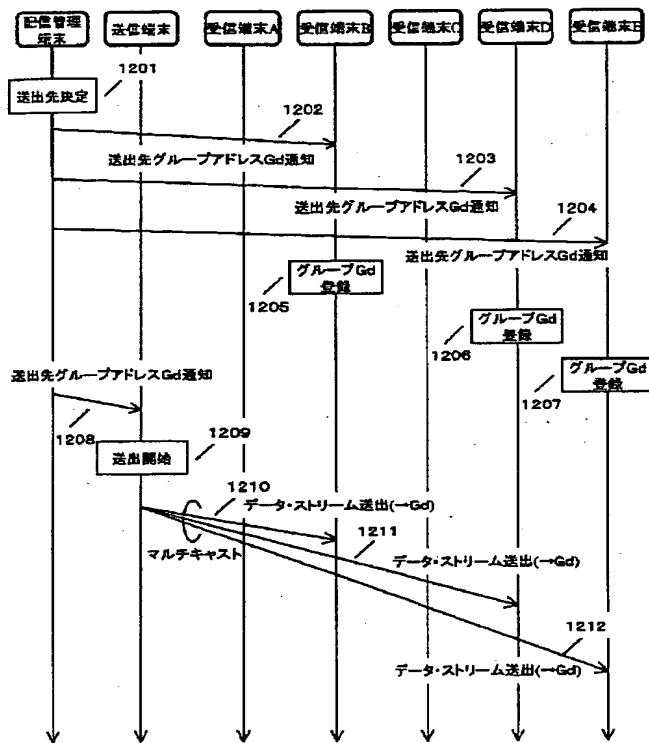 配信管理
端末
送信端末
受信端末A
受信端末B
受信端末C
受信端末D
受信端末E
1201
送出先決定
1202
送出先グループアドレスGd通知
1203
送出先グループアドレスGd通知
1204
送出先グループアドレスGd通知
グループGd
登録
1205
グループGd
登録
1206
グループGd
登録
1207
送出先グループアドレスGd通知
1208
1209
送出開始
1210
データ・ストリーム送出(→Gd)
1211
マルチキャスト
データ・ストリーム送出(→Gd)
1212
データ・ストリーム送出(→Gd)